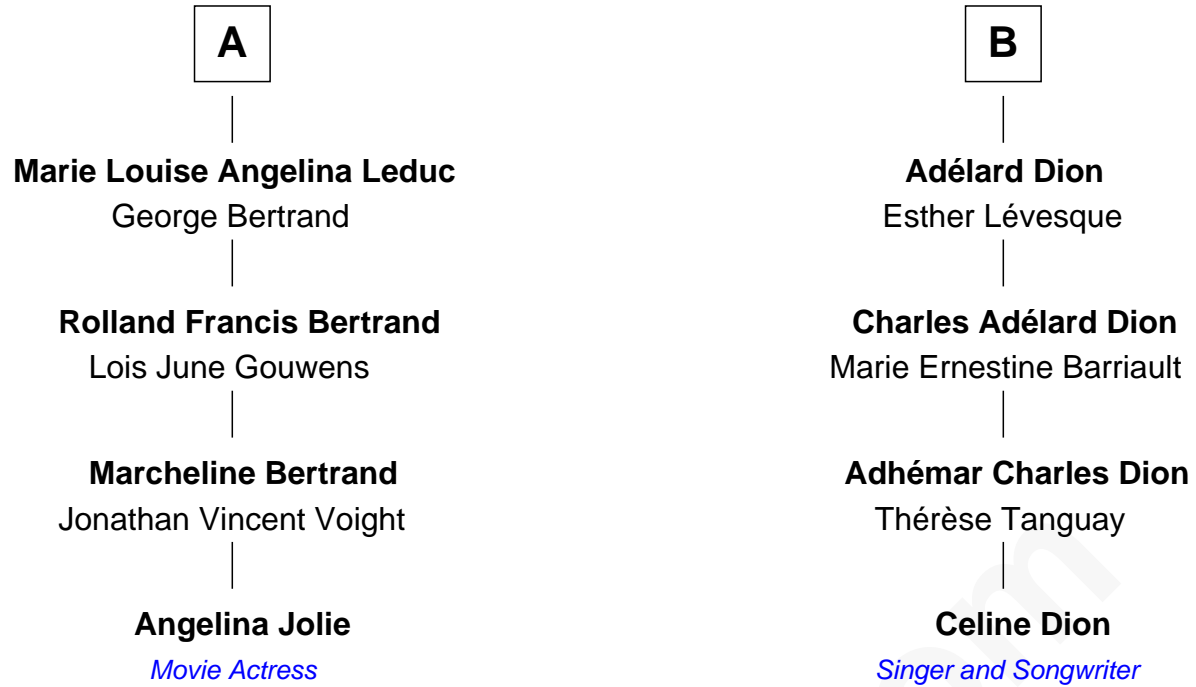 A
Marie Louise Angelina Leduc
George Bertrand
Rolland Francis Bertrand
Lois June Gouwens
Marcheline Bertrand
Jonathan Vincent Voight
Angelina Jolie
Movie Actress
B
Adélard Dion
Esther Lévesque
Charles Adélard Dion
Marie Ernestine Barriault
Adhémar Charles Dion
Thérèse Tanguay
Celine Dion
Singer and Songwriter